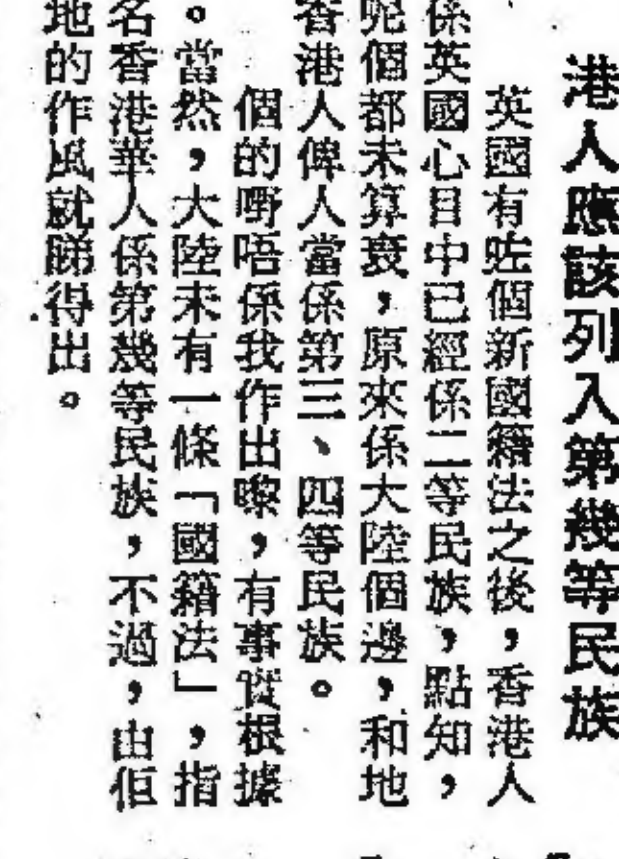 港人應該列入第幾等民族
英國有咗個新國籍法之後，香港人
係英國心目中已經係二等民族，點知，
呢個都未算衰，原來係大陸個邊，和地
香港人俾人當係第三、四等民族。
個的嘢唔係我作出嚟，有事實根據
。當然，大陸未有一條「國籍法」，指
名香港華人係第幾等民族，不過，由佢
地的作風就睇得出。